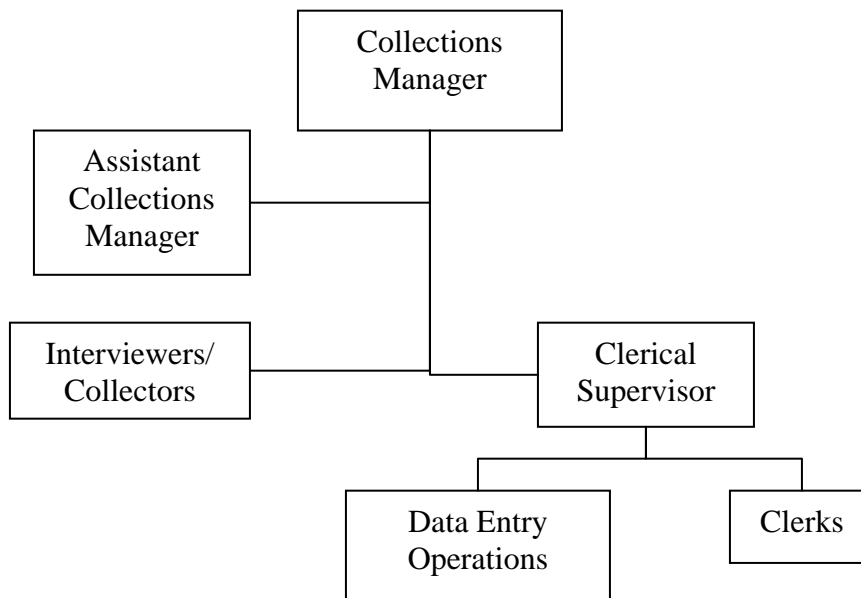 Collections
Manager
Assistant
Collections
Manager
Interviewers/
Collectors
Clerical
Supervisor
Data Entry
Operations
Clerks